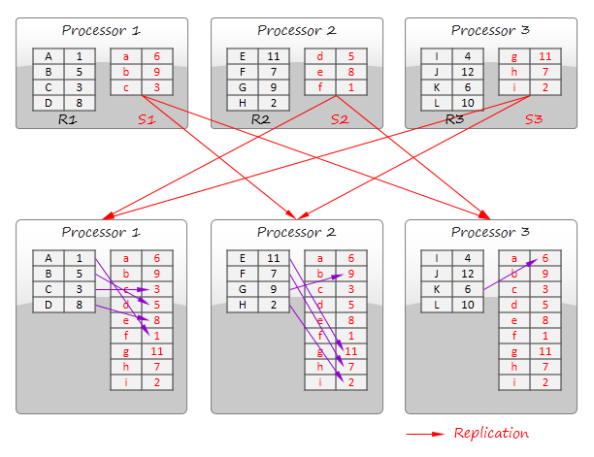 Processor 1
A 1 a 6
B 5 b 9
C 3 c 3
D 8
R1 S1
Processor 2
E 11 d 5
F 7 e 8
G 9 f 1
H 2
R2 S2
Processor 3
I 4 g 11
J 12 h 7
K 6 i 2
L 10
R3 S3
Processor 1
A 1 a 6
B 5 b 9
C 3 c 3
D 8 d 5
e 8
f 1
g 11
h 7
i 2
Processor 2
E 11 a 6
F 7 b 9
G 9 c 3
H 2 d 5
e 8
f 1
g 11
h 7
i 2
Processor 3
I 4 a 6
J 12 b 9
K 6 c 3
L 10 d 5
e 8
f 1
g 11
h 7
i 2
Replication